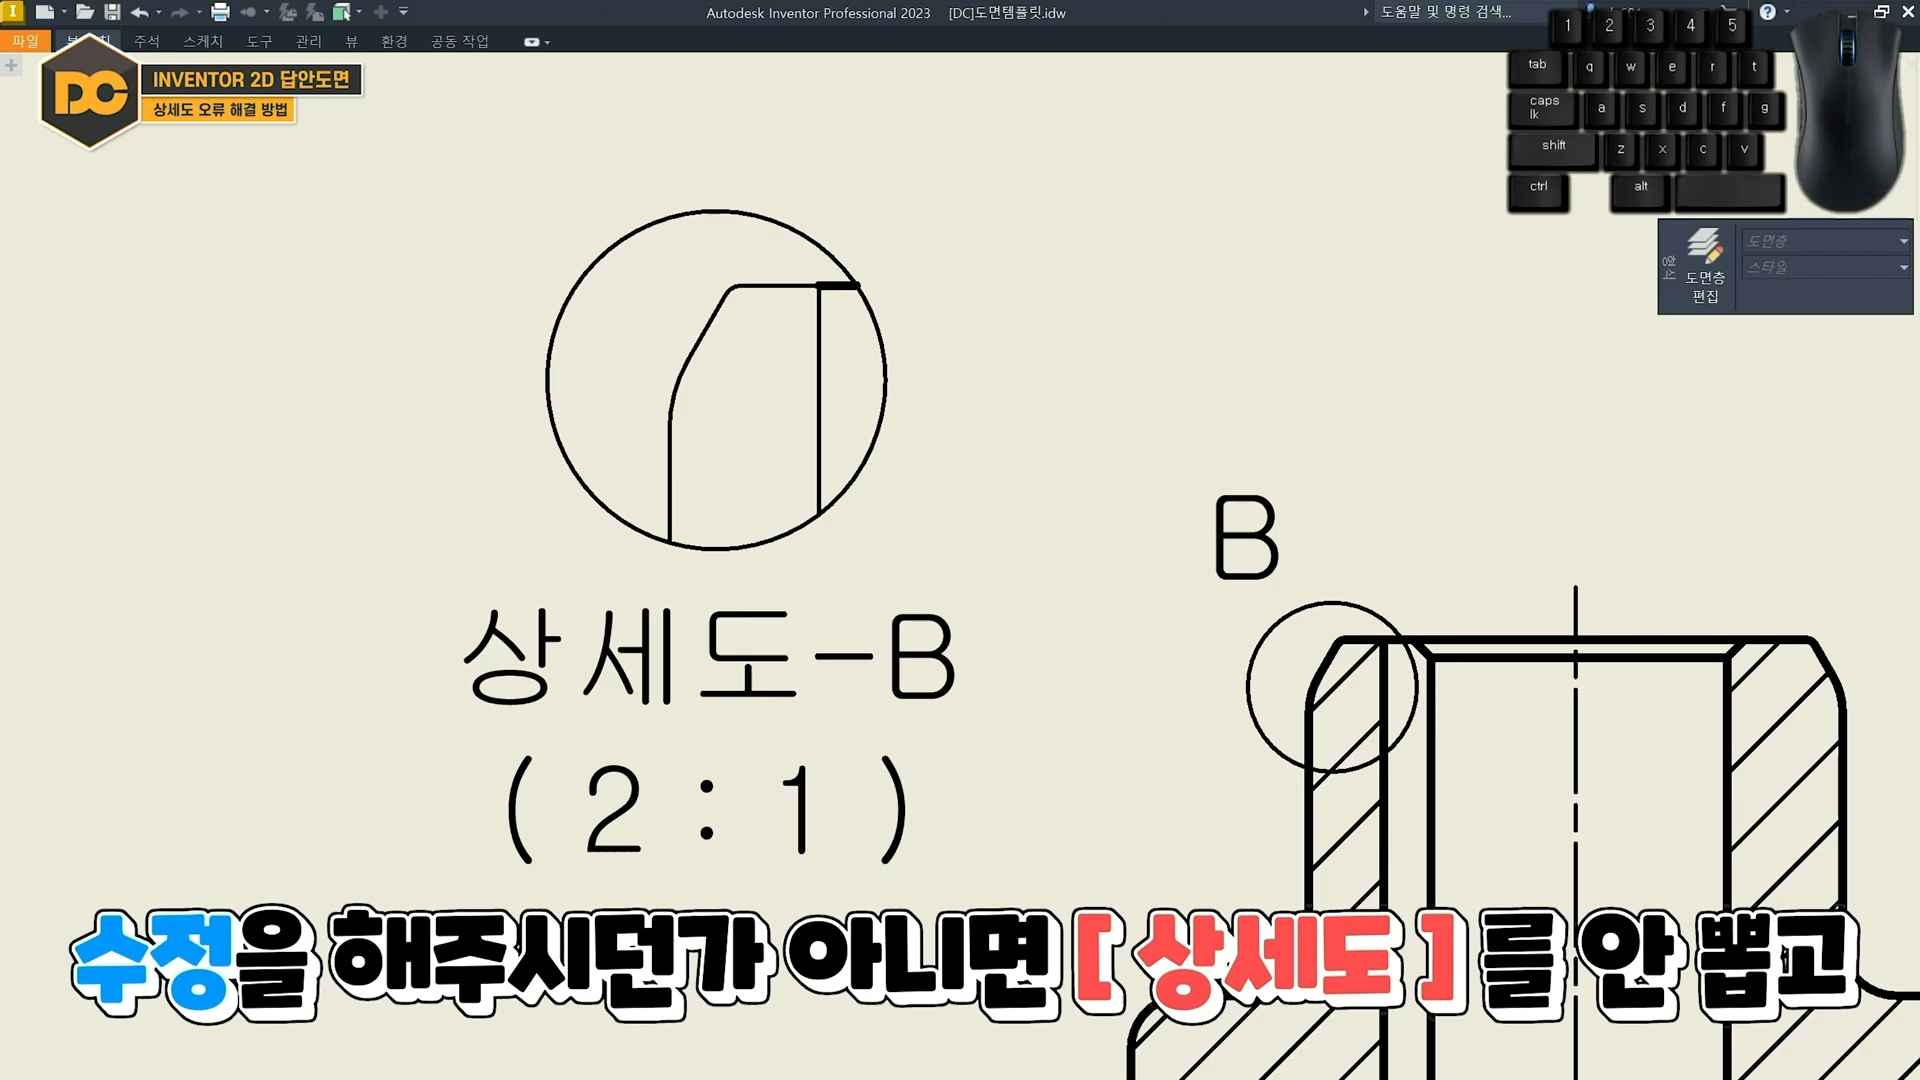 Autodesk Inventor Professional 2023 [DC]도면템플릿.idw
도움말 및 명령 검색...
파일 주석 스케치 도구 관리 뷰 환경 공동 작업
DC
INVENTOR 2D 답안도면
상세도 오류 해결 방법
1 2 3 4 5
tab q w e r t
caps lk a s d f g
shift z x c v
ctrl alt
형식
도면층 편집
도면층
스타일
B
상세도-B
( 2 : 1 )
수정을 해주시던가 아니면 [ 상세도 ] 를 안 뽑고